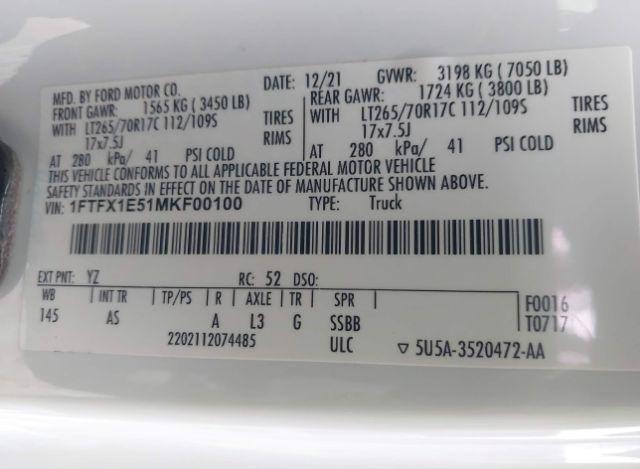 MFD. BY FORD MOTOR CO. DATE: 12/21 GVWR: 3198 KG ( 7050 LB)
FRONT GAWR: 1565 KG ( 3450 LB) REAR GAWR: 1724 KG ( 3800 LB)
WITH LT265/70R17C 112/109S TIRES WITH LT265/70R17C 112/109S TIRES
17x7.5J RIMS 17x7.5J RIMS
AT 280 kPa/ 41 PSI COLD AT 280 kPa/ 41 PSI COLD
THIS VEHICLE CONFORMS TO ALL APPLICABLE FEDERAL MOTOR VEHICLE
SAFETY STANDARDS IN EFFECT ON THE DATE OF MANUFACTURE SHOWN ABOVE.
VIN: 1FTFX1E51MKF00100 TYPE: Truck
EXT PNT: YZ RC: 52 DSO:
WB INT TR TP/PS R AXLE TR SPR F0016
145 AS A L3 G SSBB T0717
2202112074485 ULC ▽ 5U5A-3520472-AA